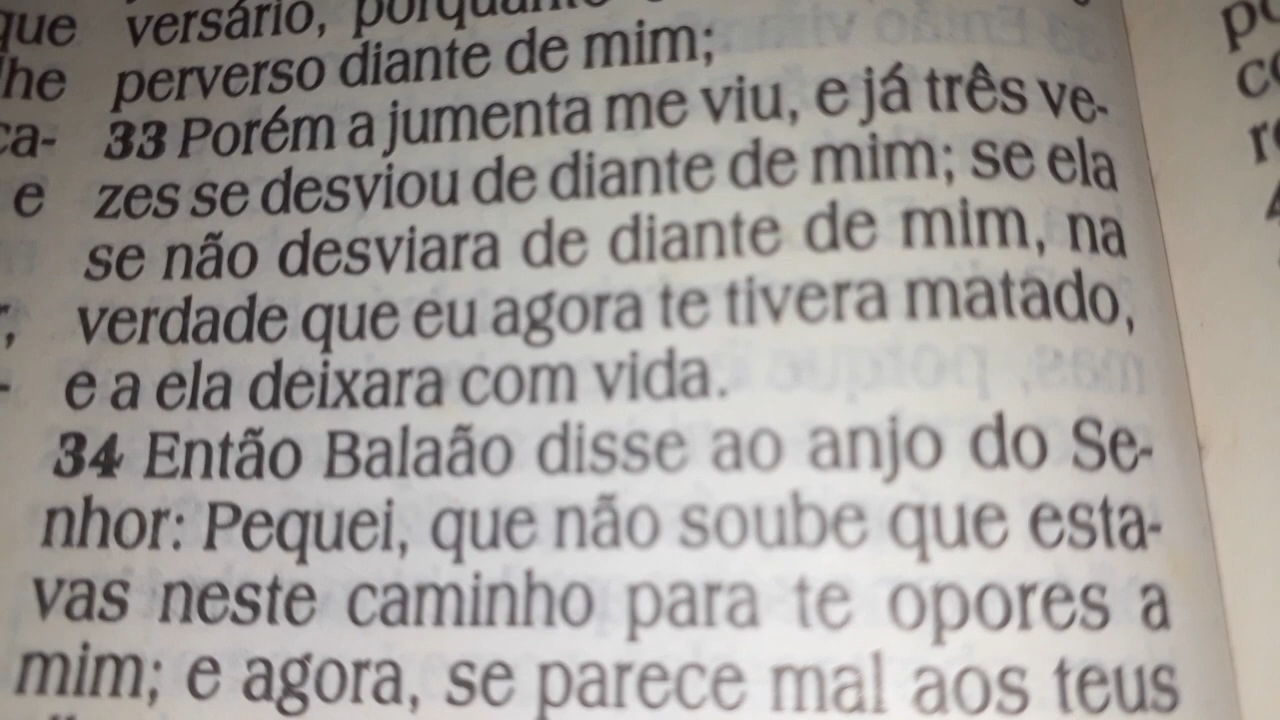 versário, porquanto
perverso diante de mim;
33 Porém a jumenta me viu, e já três ve-
zes se desviou de diante de mim; se ela
se não desviara de diante de mim, na
verdade que eu agora te tivera matado,
e a ela deixara com vida.
34 Então Balaão disse ao anjo do Se-
nhor: Pequei, que não soube que esta-
vas neste caminho para te opores a
mim; e agora, se parece mal aos teus